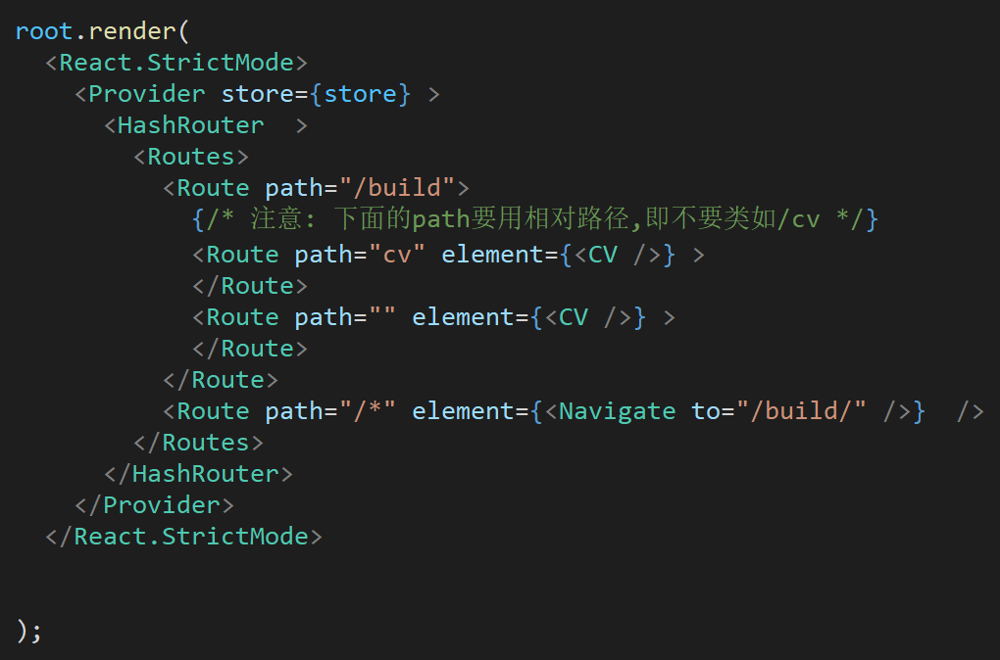 root.render(
  <React.StrictMode>
    <Provider store={store} >
      <HashRouter  >
        <Routes>
          <Route path="/build">
            {/* 注意: 下面的path要用相对路径,即不要类如/cv */}
            <Route path="cv" element={<CV />} >
            </Route>
            <Route path="" element={<CV />} >
            </Route>
          </Route>
          <Route path="/*" element={<Navigate to="/build/" />}  />
        </Routes>
      </HashRouter>
    </Provider>
  </React.StrictMode>
);